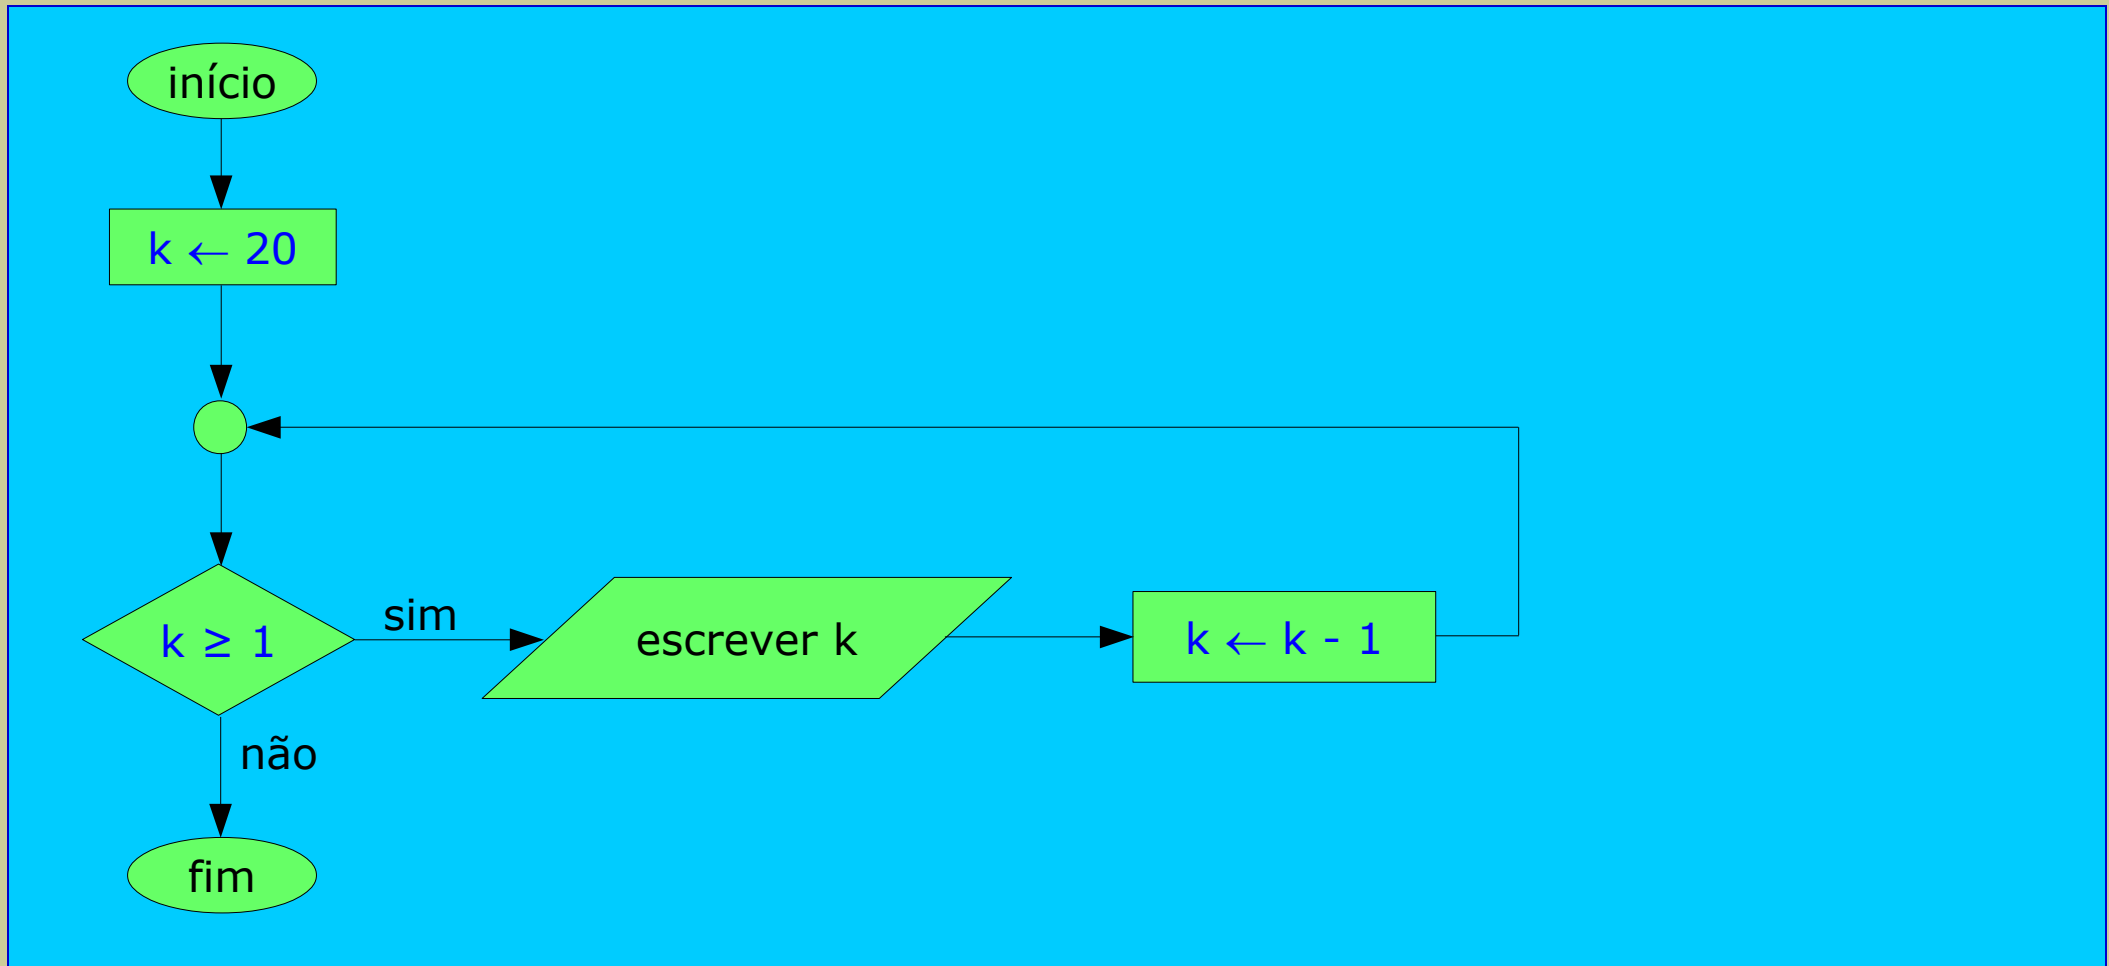 início
k ← 20
k ≥ 1
sim
escrever k
k ← k - 1
não
fim